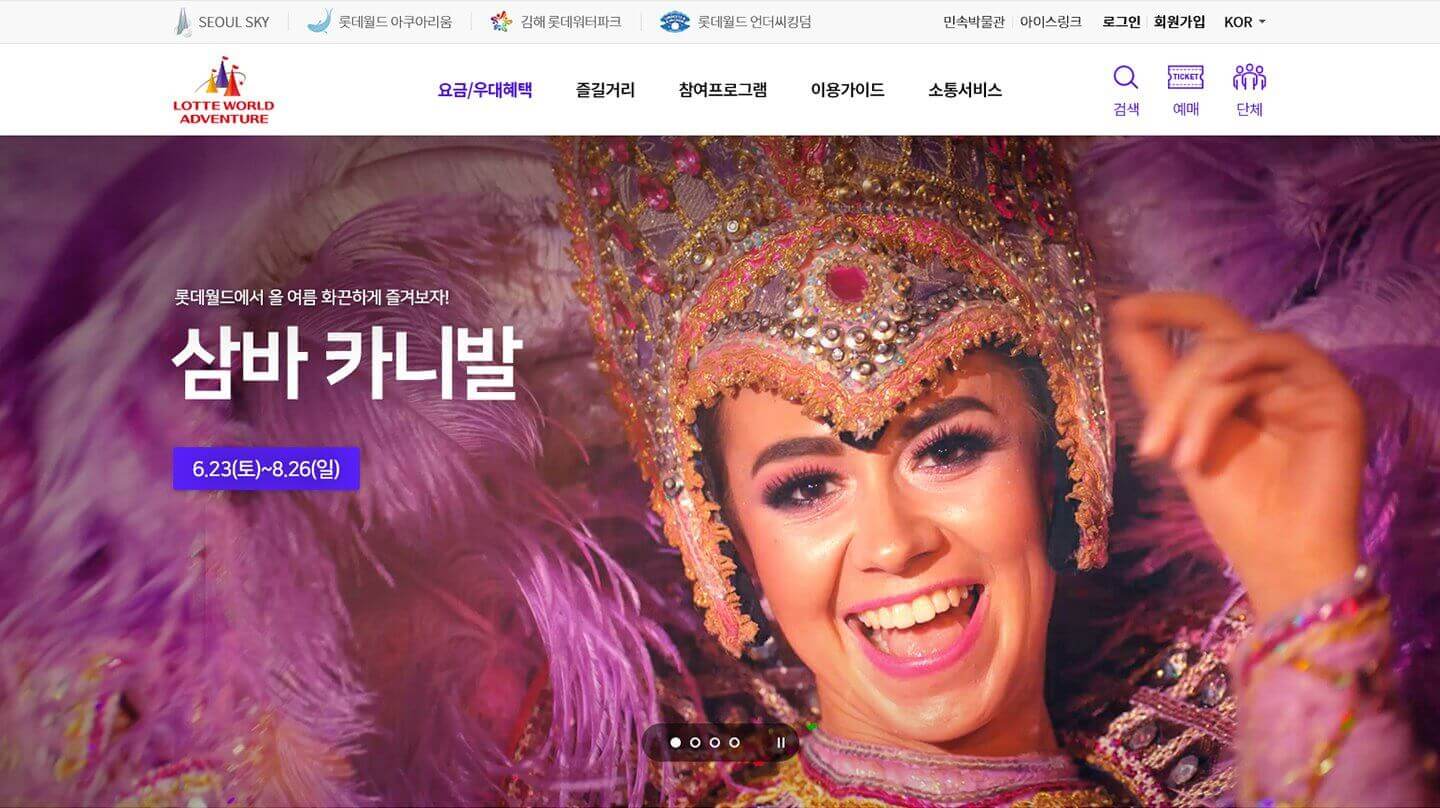 SEOUL SKY
롯데월드 아쿠아리움
김해 롯데워터파크
롯데월드 언더씨킹덤
민속박물관
아이스링크
로그인
회원가입
KOR
LOTTE WORLD
ADVENTURE
요금/우대혜택
즐길거리
참여프로그램
이용가이드
소통서비스
검색
TICKET
예매
단체
롯데월드에서 올 여름 화끈하게 즐겨보자!
삼바 카니발
6.23(토)~8.26(일)